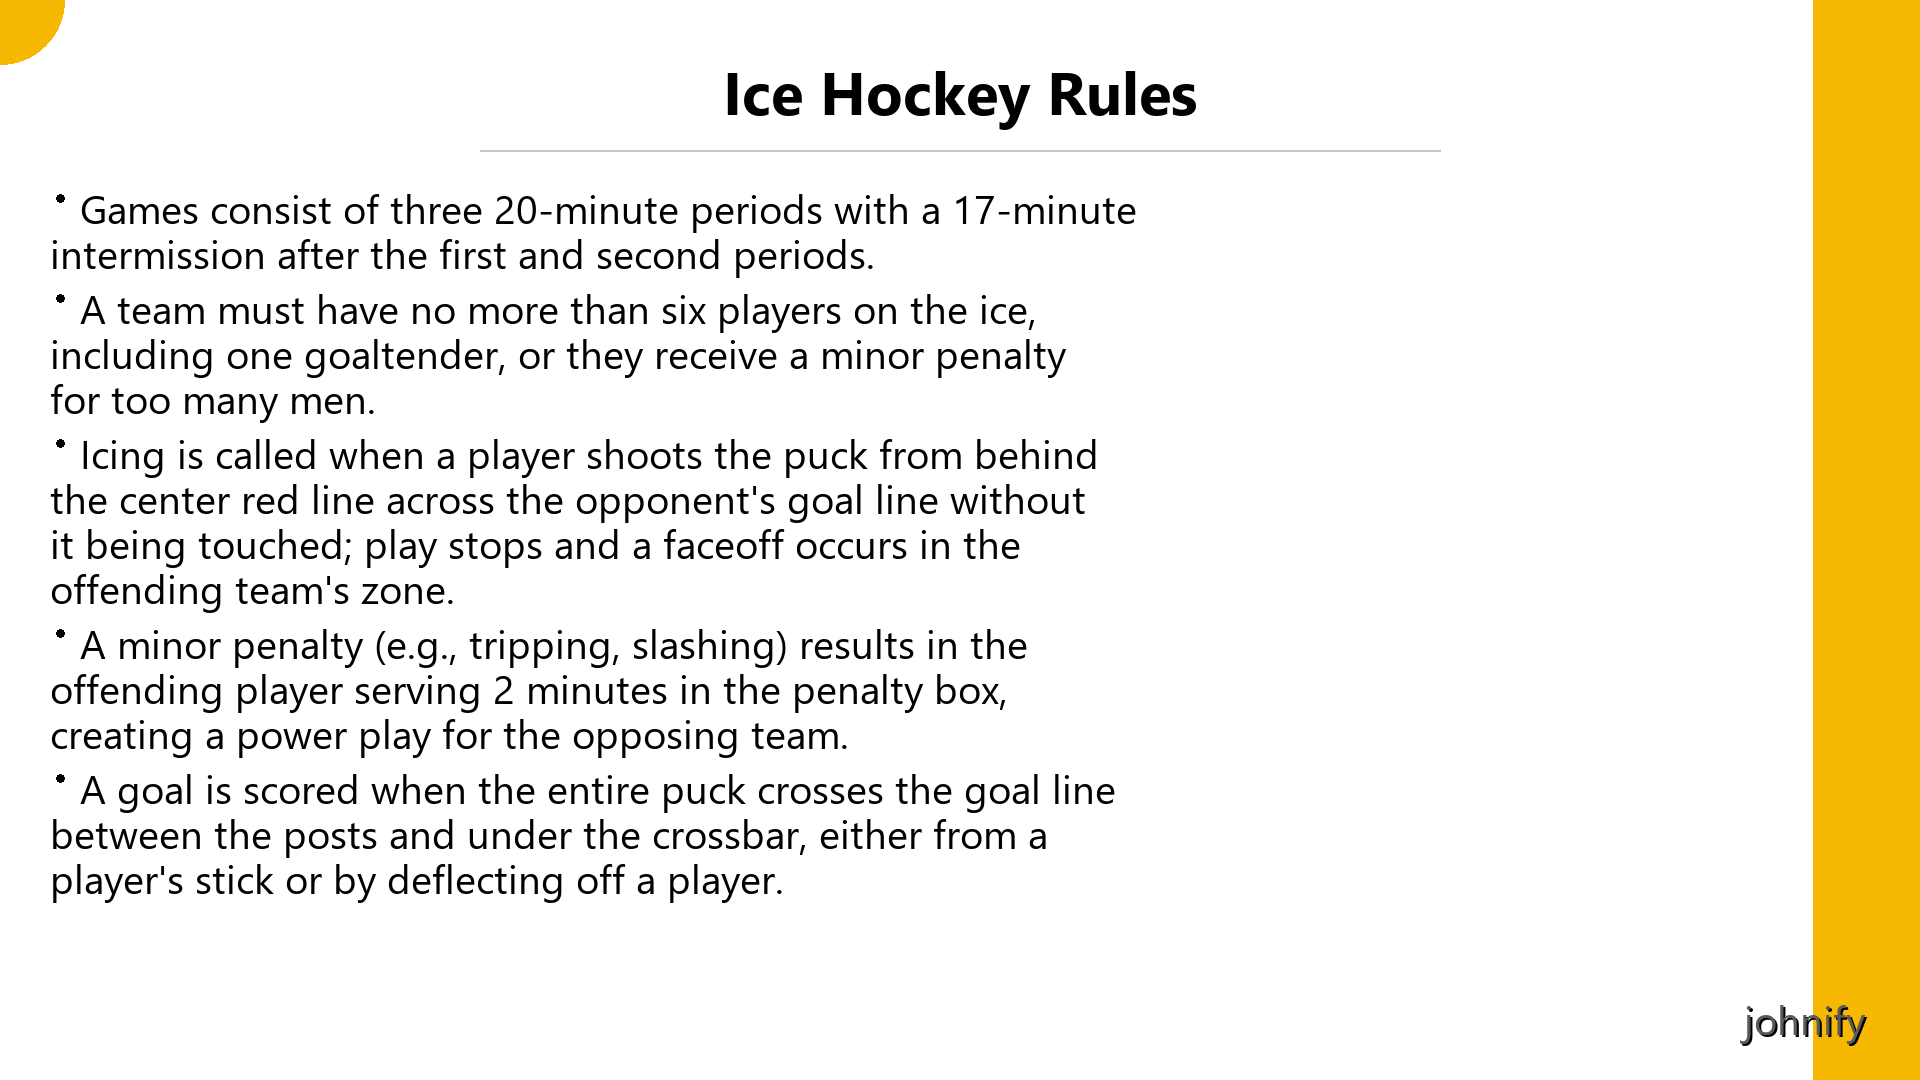 Ice Hockey Rules
• Games consist of three 20-minute periods with a 17-minute
intermission after the first and second periods.
• A team must have no more than six players on the ice,
including one goaltender, or they receive a minor penalty
for too many men.
• Icing is called when a player shoots the puck from behind
the center red line across the opponent's goal line without
it being touched; play stops and a faceoff occurs in the
offending team's zone.
• A minor penalty (e.g., tripping, slashing) results in the
offending player serving 2 minutes in the penalty box,
creating a power play for the opposing team.
• A goal is scored when the entire puck crosses the goal line
between the posts and under the crossbar, either from a
player's stick or by deflecting off a player.
johnify